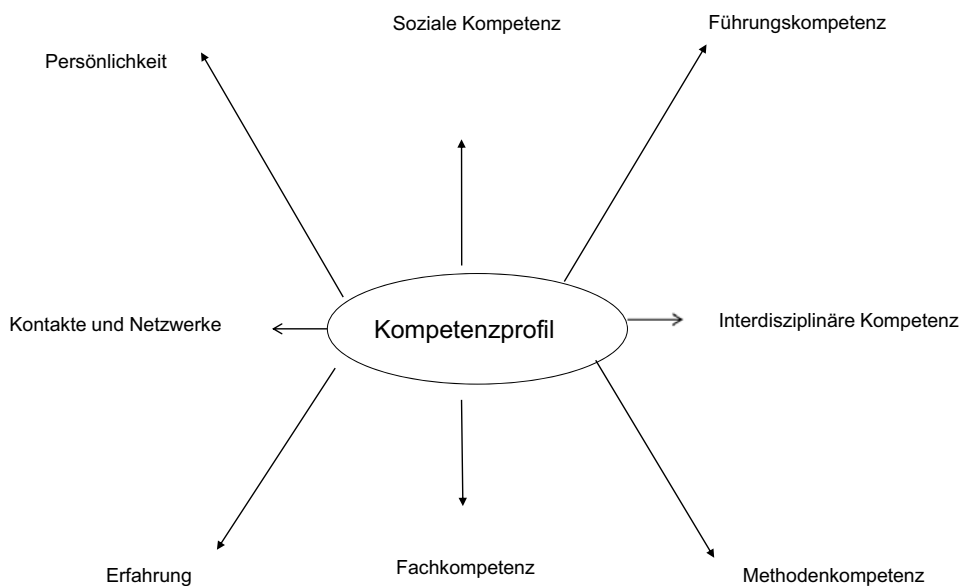 Soziale Kompetenz
Führungskompetenz
Persönlichkeit
Kontakte und Netzwerke
Kompetenzprofil
Interdisziplinäre Kompetenz
Erfahrung
Fachkompetenz
Methodenkompetenz